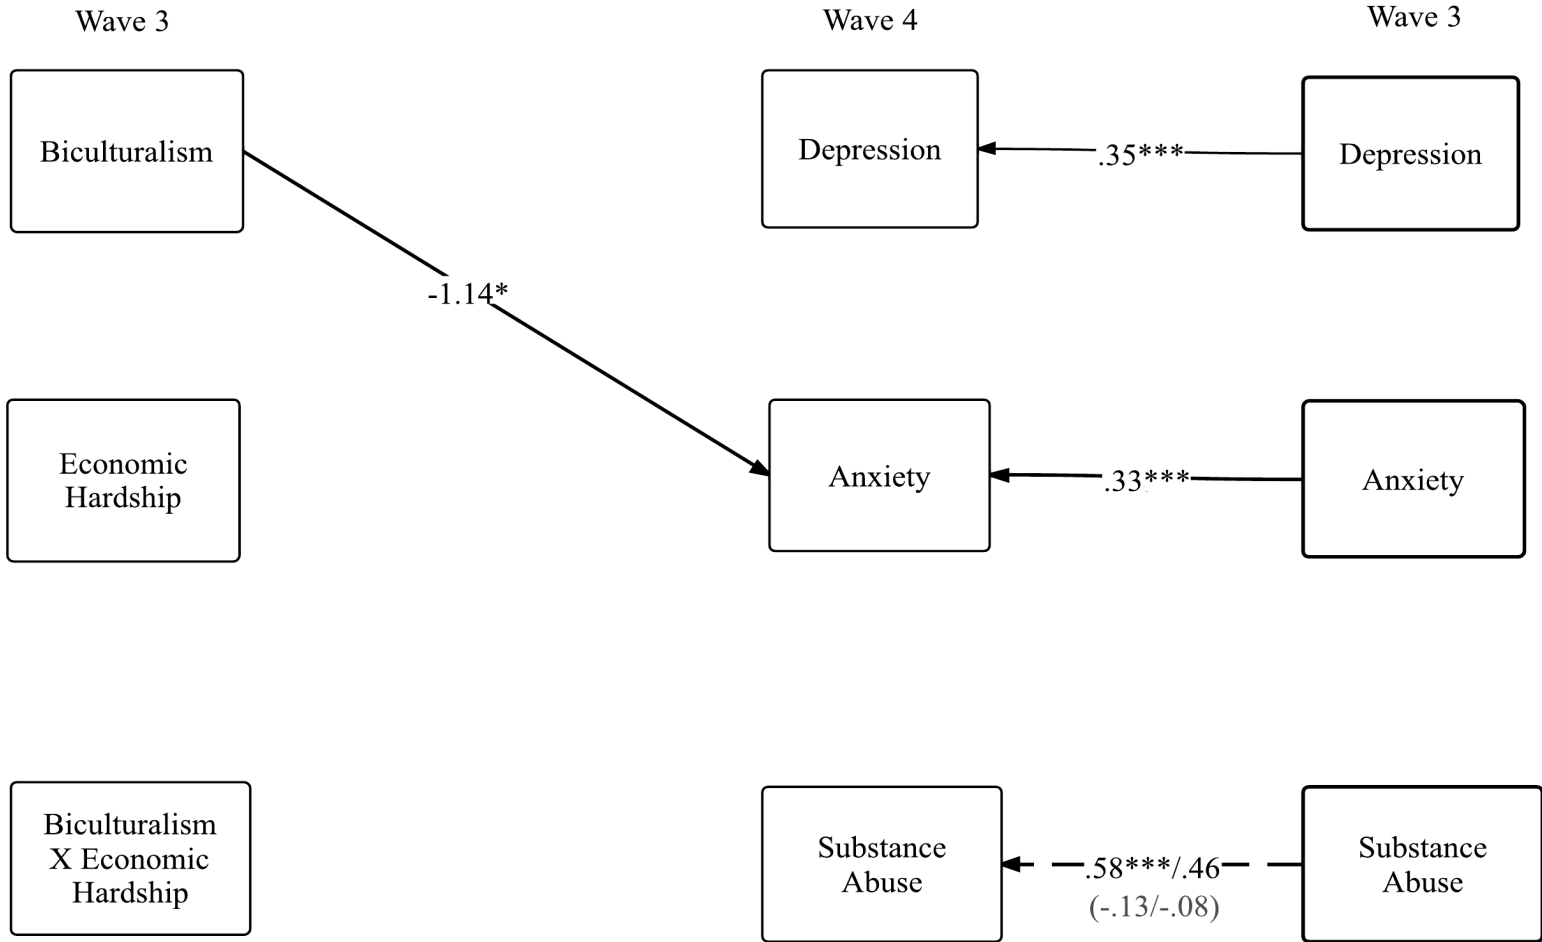 Wave 3
Wave 4
Wave 3
Biculturalism
Depression
.35***
Depression
-1.14*
Economic
Hardship
Anxiety
.33***
Anxiety
Biculturalism
X Economic
Hardship
Substance
Abuse
.58***/.46
(-.13/-.08)
Substance
Abuse